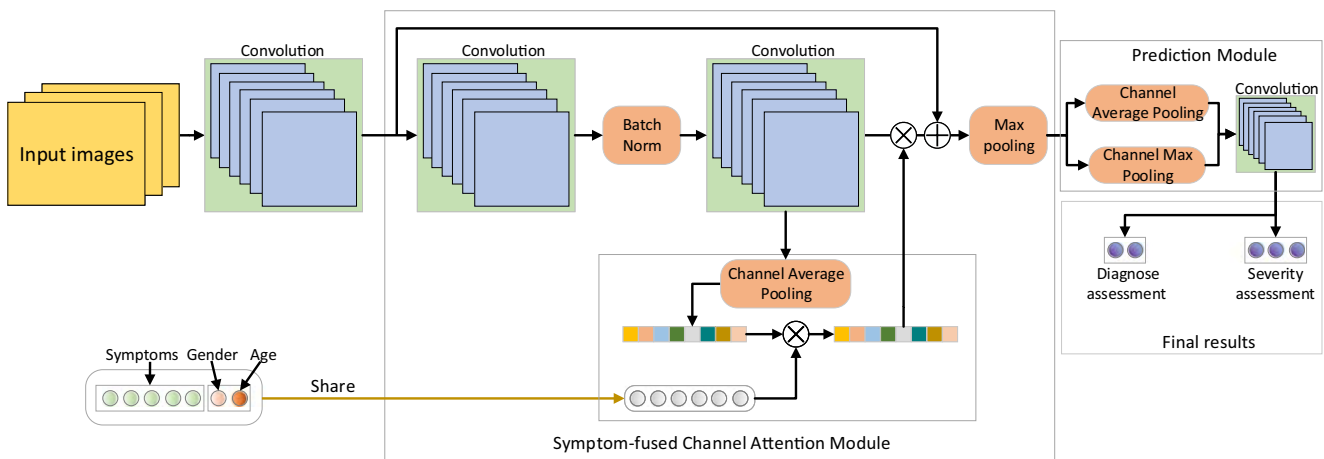 Convolution
Convolution
Convolution
Prediction Module
Input images
Batch
Norm
Max
pooling
Channel
Average Pooling
Channel Max
Pooling
Convolution
Channel Average
Pooling
Diagnose
assessment
Severity
assessment
Final results
Symptoms
Gender
Age
Share
Symptom-fused Channel Attention Module